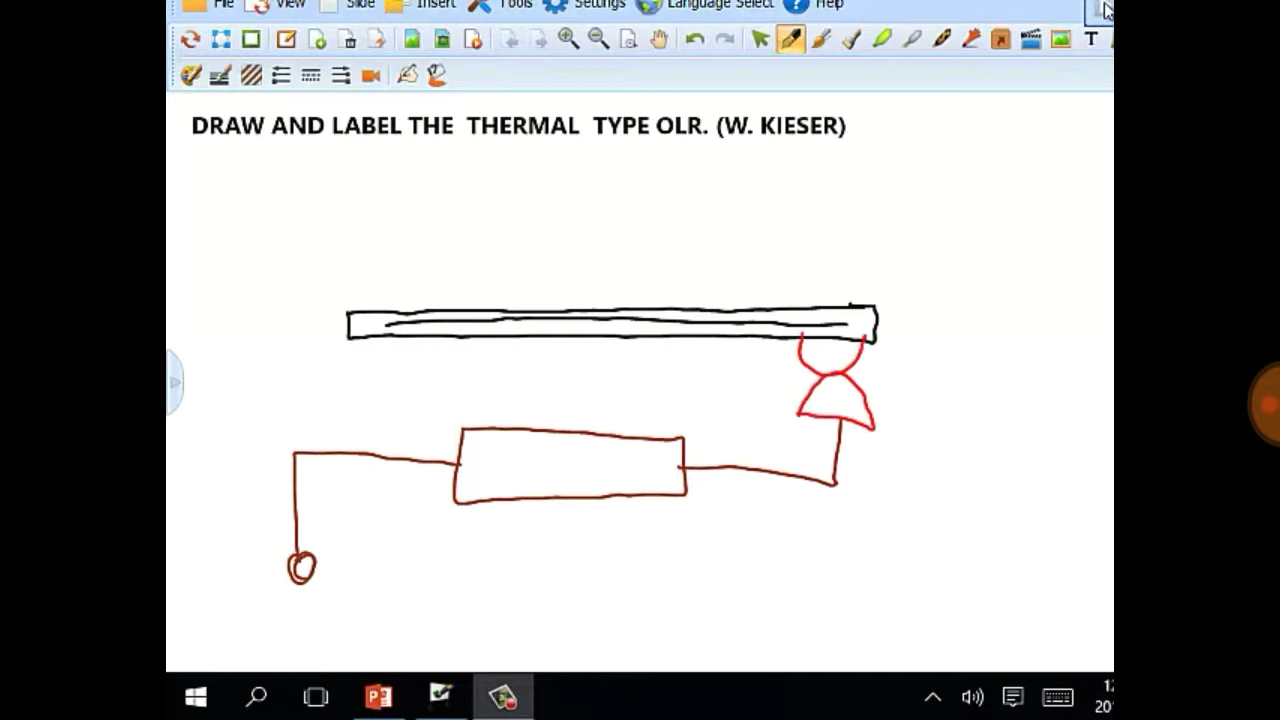 File View Slide Insert Tools Settings Language Select Help
T
DRAW AND LABEL THE THERMAL TYPE OLR. (W. KIESER)